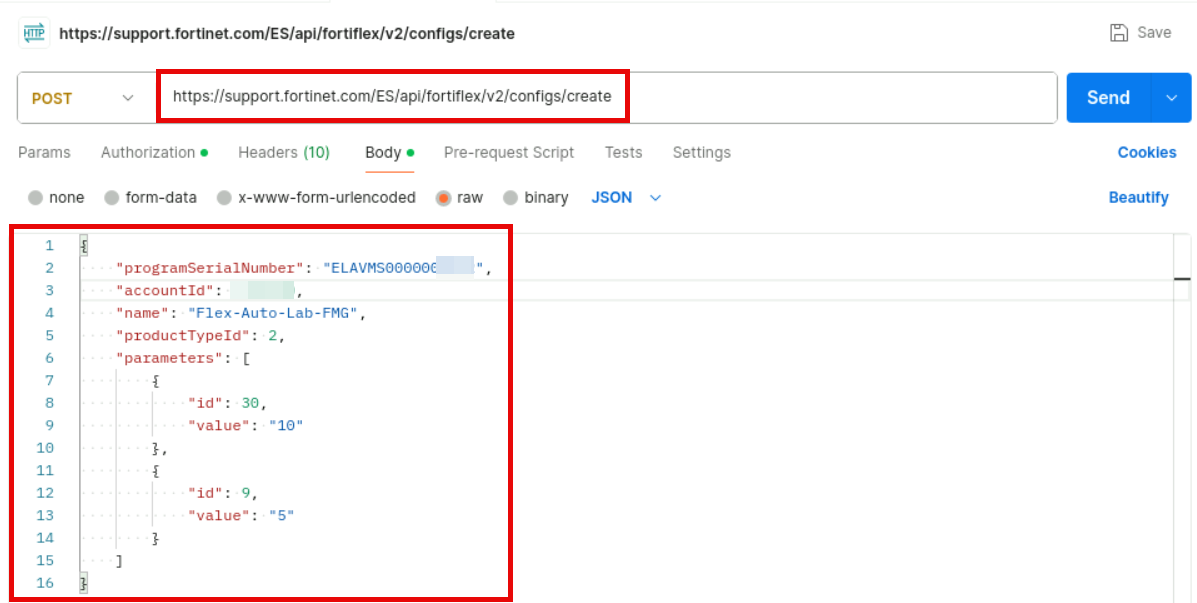 HTTP https://support.fortinet.com/ES/api/fortiflex/v2/configs/create Save
POST https://support.fortinet.com/ES/api/fortiflex/v2/configs/create Send
Params Authorization Headers (10) Body Pre-request Script Tests Settings Cookies
none form-data x-www-form-urlencoded raw binary JSON Beautify
1 {
2 "programSerialNumber": "ELAVMS000000 ",
3 "accountId": ,
4 "name": "Flex-Auto-Lab-FMG",
5 "productTypeId": 2,
6 "parameters": [
7 {
8 "id": 30,
9 "value": "10"
10 },
11 {
12 "id": 9,
13 "value": "5"
14 }
15 ]
16 }